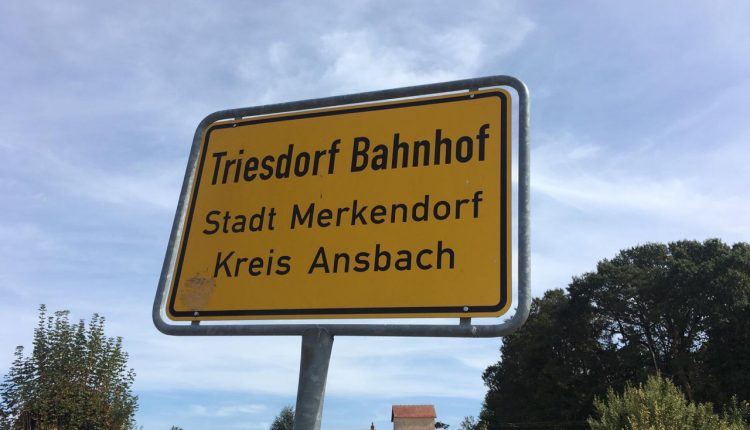 Triesdorf Bahnhof
Stadt Merkendorf
Kreis Ansbach